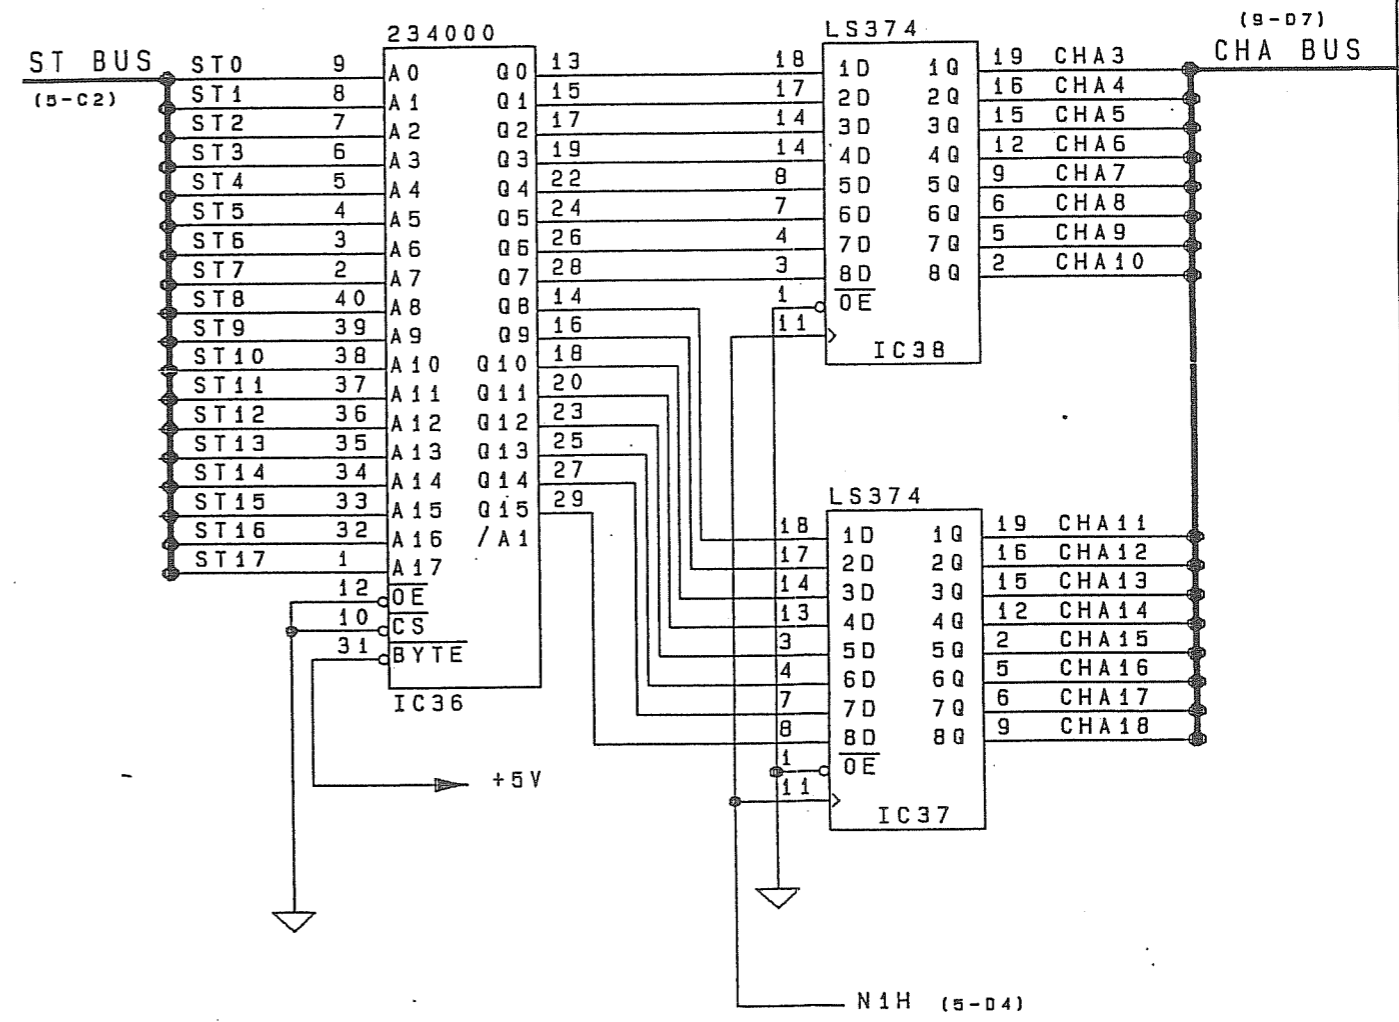 (9-D7)
ST BUS
(5-C2)
234000
LS374
CHA BUS
ST0 9 A0 Q0 13 18 1D 1Q 19 CHA3
ST1 8 A1 Q1 15 17 2D 2Q 16 CHA4
ST2 7 A2 Q2 17 14 3D 3Q 15 CHA5
ST3 6 A3 Q3 19 14 4D 4Q 12 CHA6
ST4 5 A4 Q4 22 8 5D 5Q 9 CHA7
ST5 4 A5 Q5 24 7 6D 6Q 6 CHA8
ST6 3 A6 Q6 26 4 7D 7Q 5 CHA9
ST7 2 A7 Q7 28 3 8D 8Q 2 CHA10
ST8 40 A8 Q8 14 1 OE
ST9 39 A9 Q9 16 11
IC38
ST10 38 A10 Q10 18
ST11 37 A11 Q11 20
ST12 36 A12 Q12 23
ST13 35 A13 Q13 25
ST14 34 A14 Q14 27
ST15 33 A15 Q15 29
ST16 32 A16 /A1
ST17 1 A17
12 OE
10 CS
31 BYTE
IC36
+5V
LS374
18 1D 1Q 19 CHA11
17 2D 2Q 16 CHA12
14 3D 3Q 15 CHA13
13 4D 4Q 12 CHA14
3 5D 5Q 2 CHA15
4 6D 6Q 5 CHA16
7 7D 7Q 6 CHA17
8 8D 8Q 9 CHA18
1 OE
11
IC37
N1H (5-D4)